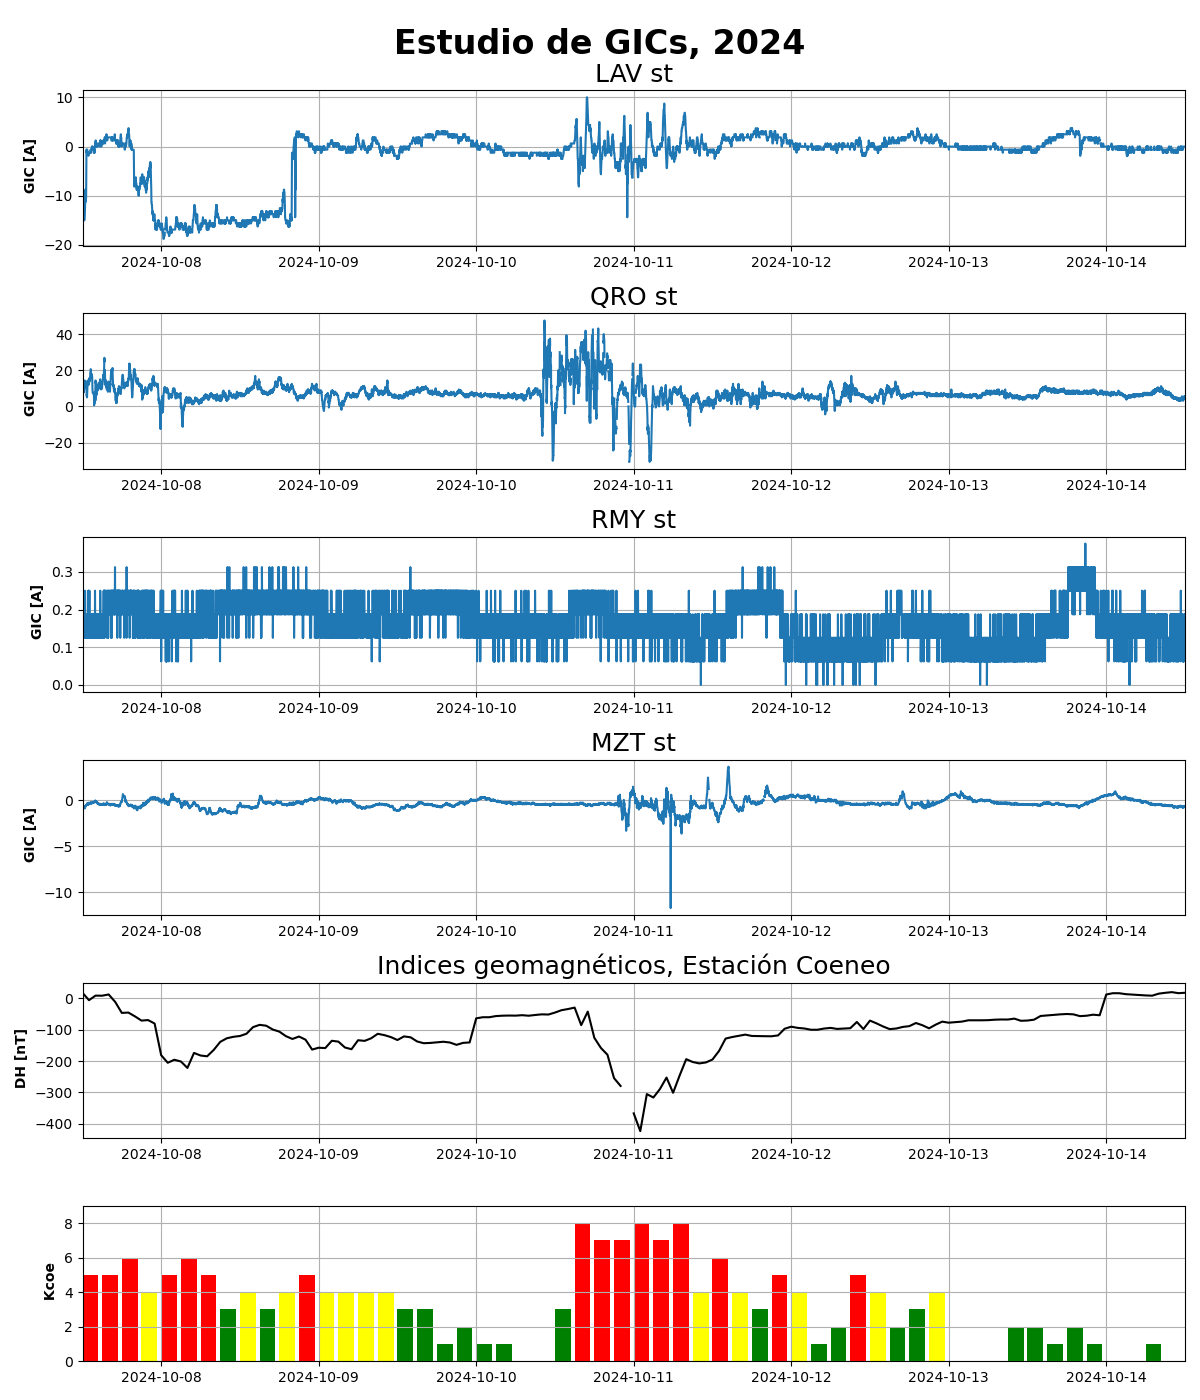 Estudio de GICs, 2024
LAV st
GIC [A]
10
0
−10
−20
2024-10-08 2024-10-09 2024-10-10 2024-10-11 2024-10-12 2024-10-13 2024-10-14
QRO st
GIC [A]
40
20
0
−20
2024-10-08 2024-10-09 2024-10-10 2024-10-11 2024-10-12 2024-10-13 2024-10-14
RMY st
GIC [A]
0.3
0.2
0.1
0.0
2024-10-08 2024-10-09 2024-10-10 2024-10-11 2024-10-12 2024-10-13 2024-10-14
MZT st
GIC [A]
0
−5
−10
2024-10-08 2024-10-09 2024-10-10 2024-10-11 2024-10-12 2024-10-13 2024-10-14
Indices geomagnéticos, Estación Coeneo
DH [nT]
0
−100
−200
−300
−400
2024-10-08 2024-10-09 2024-10-10 2024-10-11 2024-10-12 2024-10-13 2024-10-14
Kcoe
8
6
4
2
0
2024-10-08 2024-10-09 2024-10-10 2024-10-11 2024-10-12 2024-10-13 2024-10-14